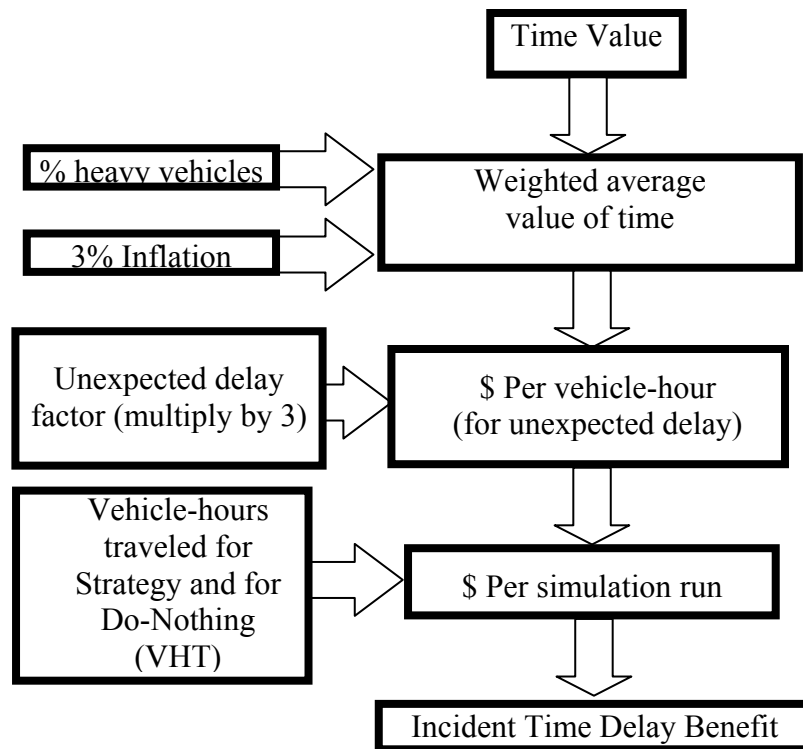 Time Value
% heavy vehicles
Weighted average
value of time
3% Inflation
Unexpected delay
factor (multiply by 3)
$ Per vehicle-hour
(for unexpected delay)
Vehicle-hours
traveled for
Strategy and for
Do-Nothing
(VHT)
$ Per simulation run
Incident Time Delay Benefit